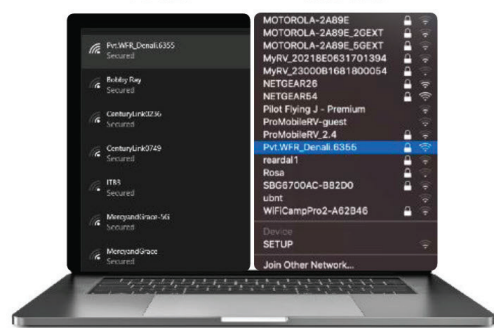 Pvt.WFR_Denali.6355
Secured
Bobby Ray
Secured
CenturyLink0236
Secured
CenturyLink0749
Secured
ITBB
Secured
MercyandGrace-5G
Secured
MercyandGrace
Secured
MOTOROLA-2A89E
MOTOROLA-2A89E_2GEXT
MOTOROLA-2A89E_5GEXT
MyRV_20218E0631701394
MyRV_23000B1681800054
NETGEAR26
NETGEAR54
Pilot Flying J - Premium
ProMobileRV-guest
ProMobileRV_2.4
Pvt.WFR_Denali.6355
reardal1
Rosa
SBG6700AC-B82D0
ubnt
WiFiCampPro2-A62B46
Device
SETUP
Join Other Network...